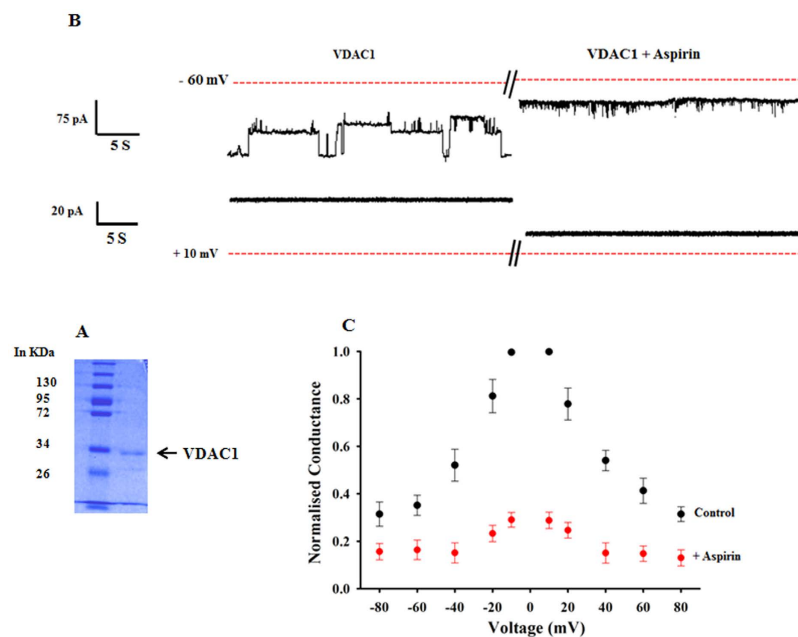 B
VDAC1
VDAC1 + Aspirin
- 60 mV
75 pA
5 S
20 pA
5 S
+ 10 mV
A
In KDa
130
95
72
34
26
VDAC1
C
Normalised Conductance
1.0
0.8
0.6
0.4
0.2
0.0
Control
+ Aspirin
-80 -60 -40 -20 0 20 40 60 80
Voltage (mV)